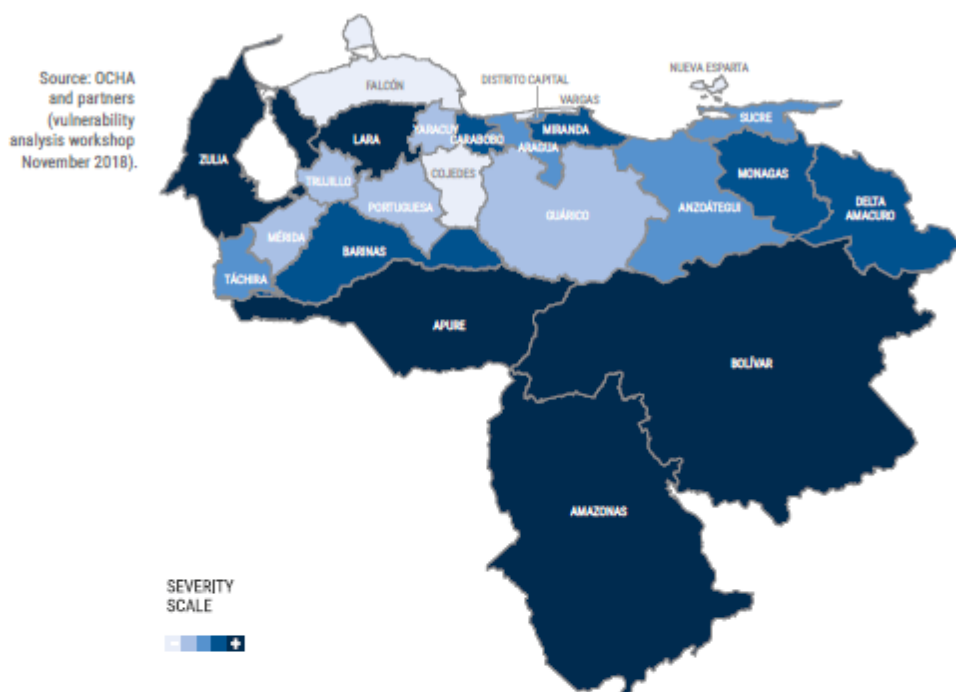 Source: OCHA
and partners
(vulnerability
analysis workshop
November 2018).
FALCÓN
DISTRITO CAPITAL
VARGAS
NUEVA ESPARTA
ZULIA
LARA
YARACUY
CARABOBO
ARAGUA
MIRANDA
SUCRE
TRUJILLO
COJEDES
PORTUGUESA
GUÁRICO
ANZOÁTEGUI
MONAGAS
DELTA
AMACURO
MÉRIDA
BARINAS
TÁCHIRA
APURE
BOLÍVAR
AMAZONAS
SEVERITY
SCALE
- +